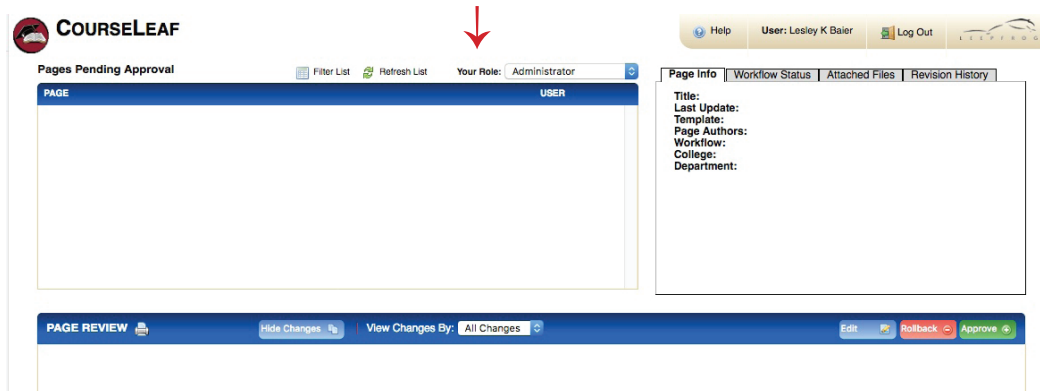 COURSELEAF
Help User: Lesley K Baier Log Out LEEPFROG
Pages Pending Approval Filter List Refresh List Your Role: Administrator
PAGE USER
Page Info Workflow Status Attached Files Revision History
Title:
Last Update:
Template:
Page Authors:
Workflow:
College:
Department:
PAGE REVIEW Hide Changes View Changes By: All Changes Edit Rollback Approve